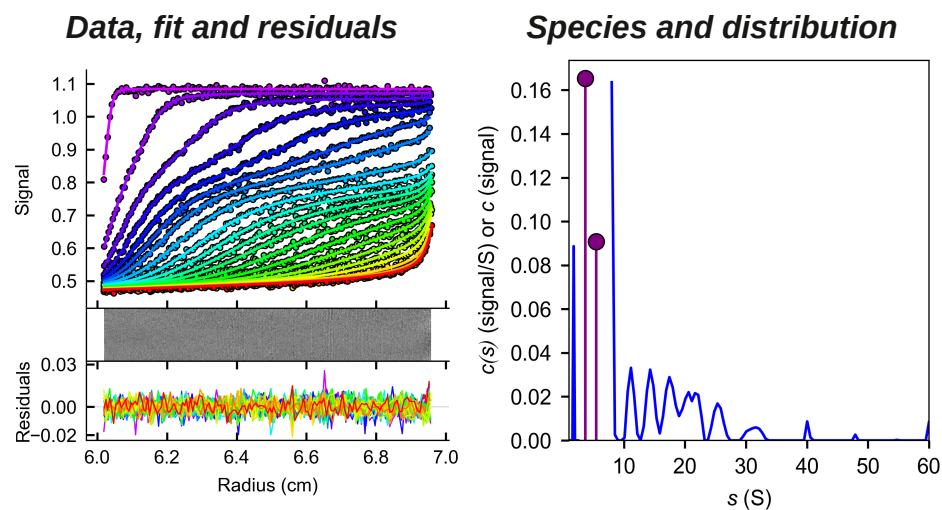 Data, fit and residuals
Species and distribution
Signal
1.1
1.0
0.9
0.8
0.7
0.6
0.5
Residuals
0.03
0.00
−0.02
6.0 6.2 6.4 6.6 6.8 7.0
Radius (cm)
c(s) (signal/S) or c (signal)
0.16
0.14
0.12
0.10
0.08
0.06
0.04
0.02
0.00
10 20 30 40 50 60
s (S)